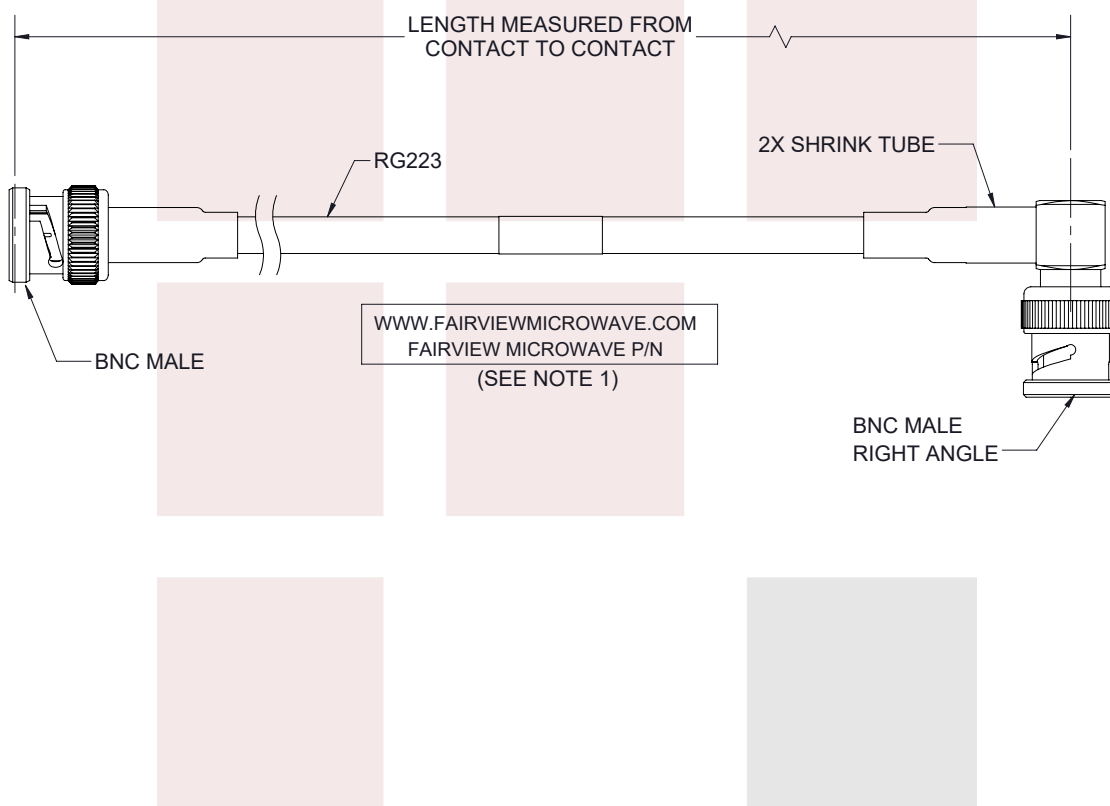 LENGTH MEASURED FROM
CONTACT TO CONTACT
RG223
2X SHRINK TUBE
WWW.FAIRVIEWMICROWAVE.COM
FAIRVIEW MICROWAVE P/N
(SEE NOTE 1)
BNC MALE
BNC MALE
RIGHT ANGLE